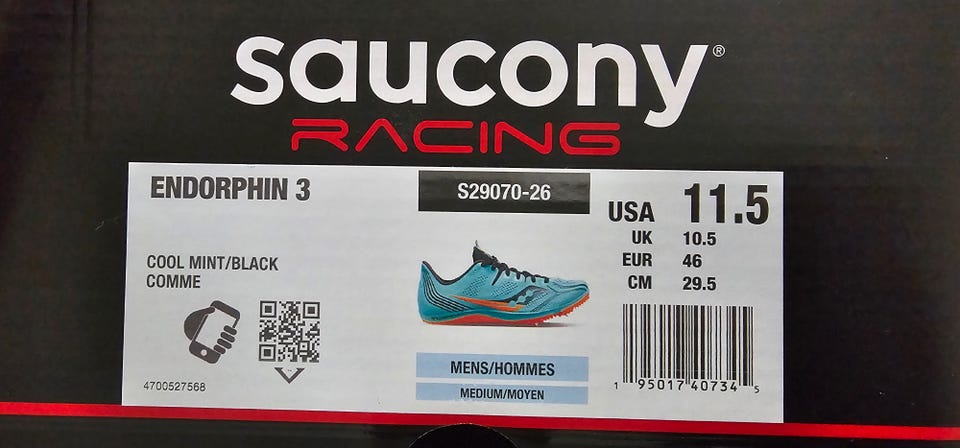 saucony®
RACING
ENDORPHIN 3
S29070-26
USA 11.5
UK 10.5
EUR 46
CM 29.5
COOL MINT/BLACK
COMME
MENS/HOMMES
MEDIUM/MOYEN
4700527568
1 95017 40734 5